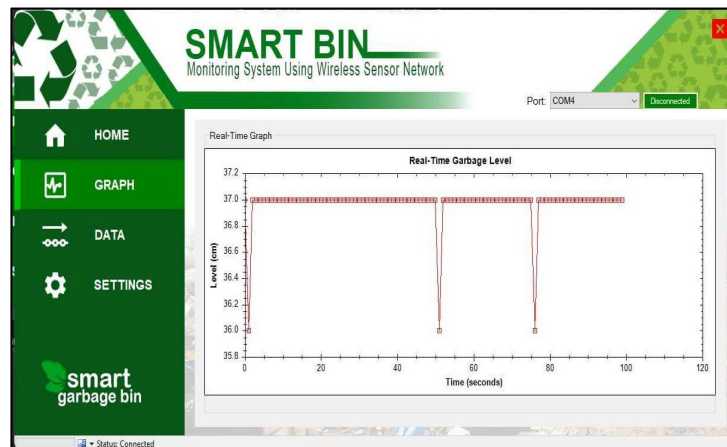 SMART BIN
Monitoring System Using Wireless Sensor Network
X
Port: COM4
Disconnected
HOME
GRAPH
DATA
SETTINGS
smart
garbage bin
Real-Time Graph
Real-Time Garbage Level
Level (cm)
37.2
37.0
36.8
36.6
36.4
36.2
36.0
35.8
0 20 40 60 80 100 120
Time (seconds)
Status: Connected